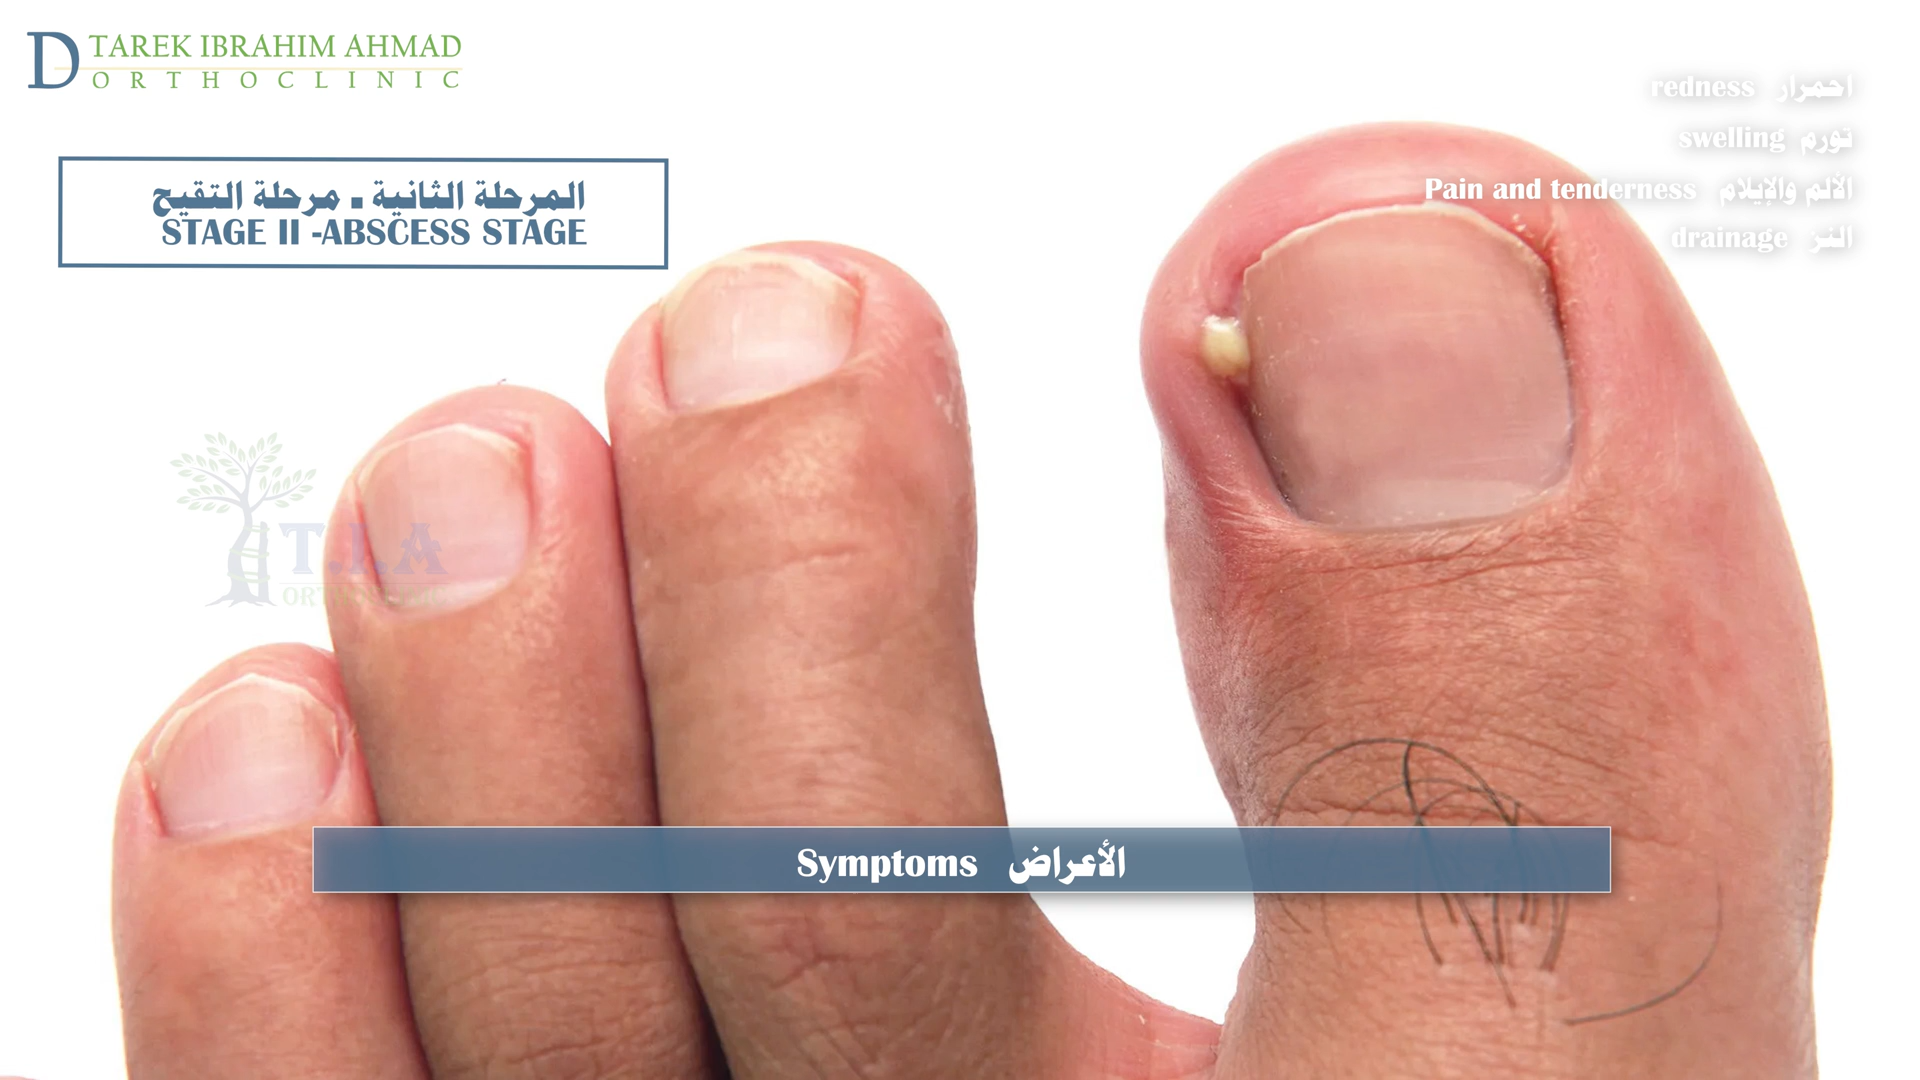 D TAREK IBRAHIM AHMAD
ORTHOCLINIC
احمرار redness
تورم swelling
الألم والإيلام Pain and tenderness
النز drainage
المرحلة الثانية . مرحلة التقيح
STAGE II -ABSCESS STAGE
T.I.A
ORTHOCLINIC
الأعراض Symptoms